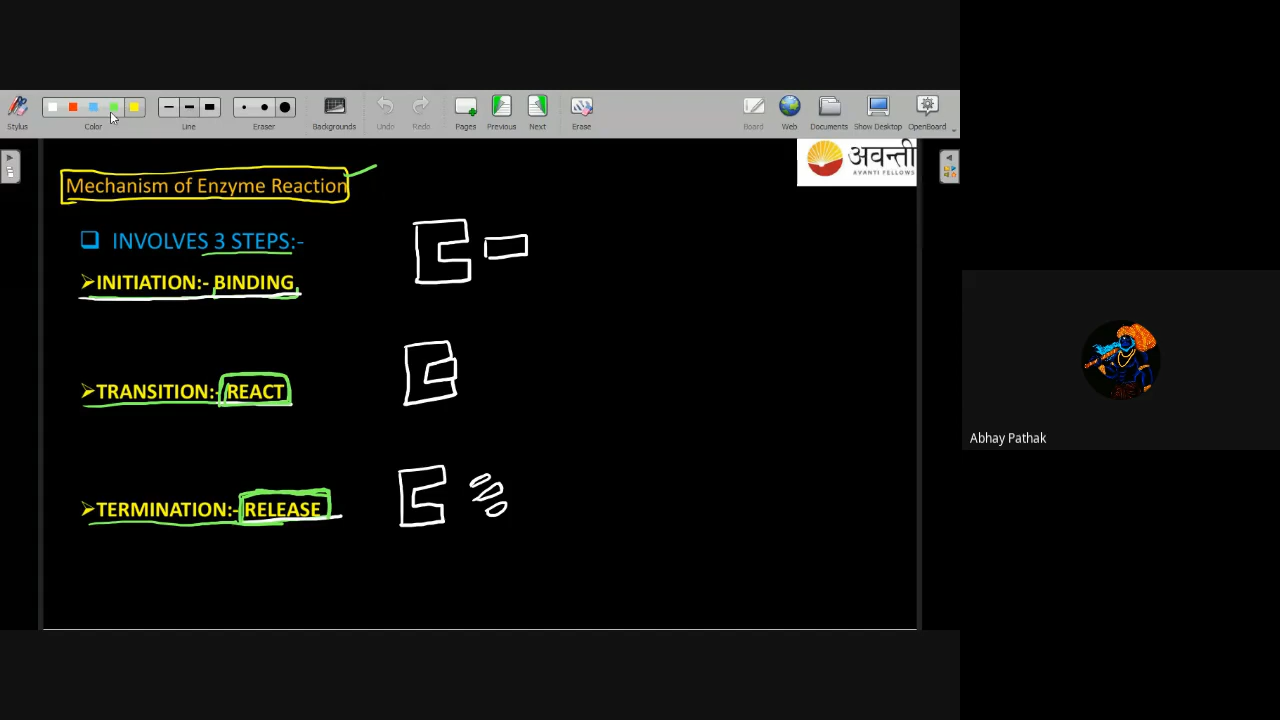 Stylus
Color
Line
Eraser
Backgrounds
Undo
Redo
Pages
Previous
Next
Erase
Board
Web
Documents
Show Desktop
OpenBoard
अवन्ती
AVANTI FELLOWS
Mechanism of Enzyme Reaction
INVOLVES 3 STEPS:-
INITIATION:- BINDING
TRANSITION:- REACT
TERMINATION:- RELEASE
Abhay Pathak